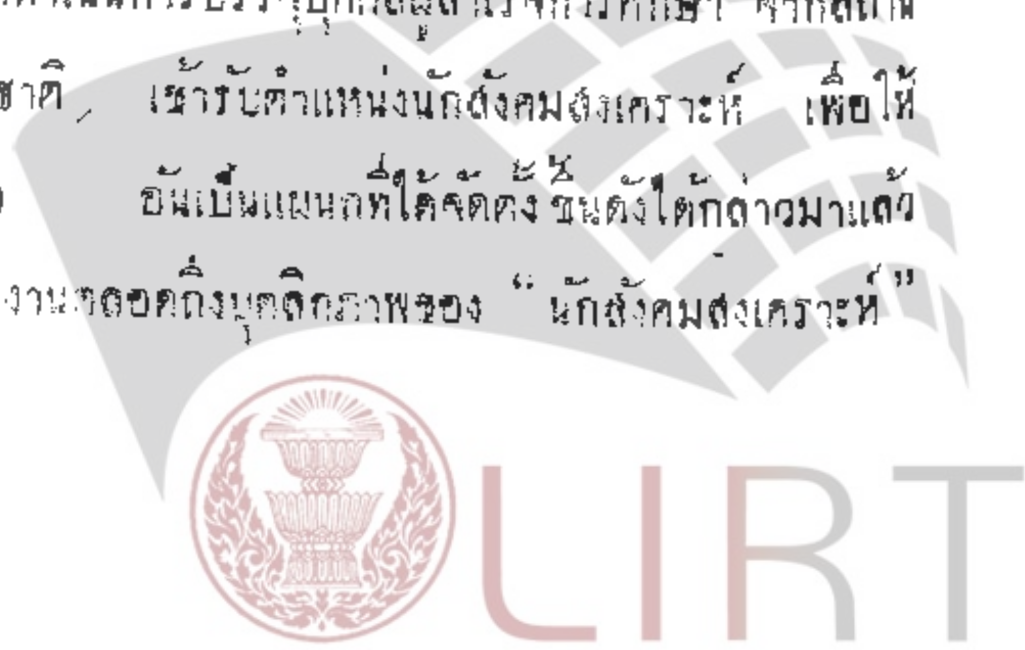 ชาติ, เข้ารับตำแหน่งนักสังคมสงเคราะห์ เพื่อให้
อันเป็นแผนกที่ได้จัดตั้งขึ้นดังได้กล่าวมาแล้ว
งานตลอดถึงบุคลิกภาพของ “ นักสังคมสงเคราะห์ ”
LIRT